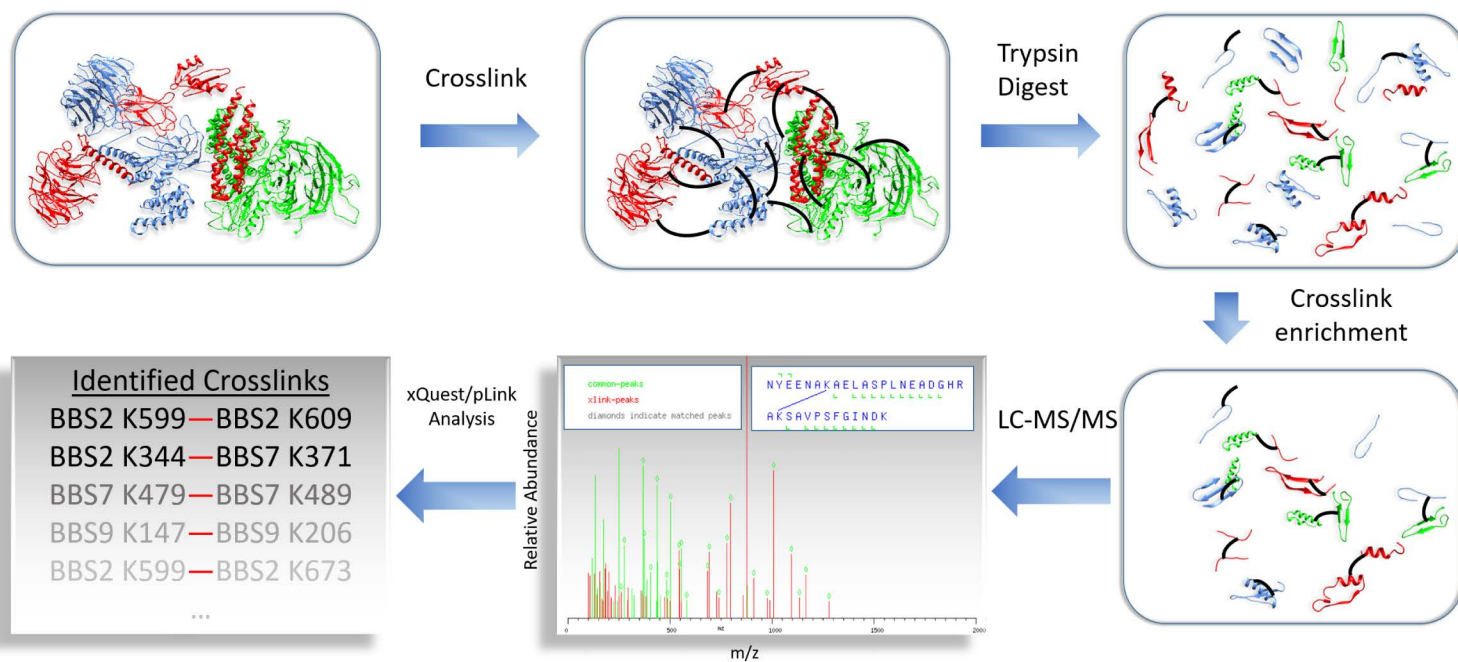 Crosslink
Trypsin
Digest
Crosslink
enrichment
LC-MS/MS
common-peaks
xlink-peaks
diamonds indicate matched peaks
NYEENAKAELASPLNEADGHR
AKSAVPSFGINDK
Relative Abundance
0
500
MZ
1000
1500
2000
m/z
xQuest/pLink
Analysis
Identified Crosslinks
BBS2 K599—BBS2 K609
BBS2 K344—BBS7 K371
BBS7 K479—BBS7 K489
BBS9 K147—BBS9 K206
BBS2 K599—BBS2 K673
...